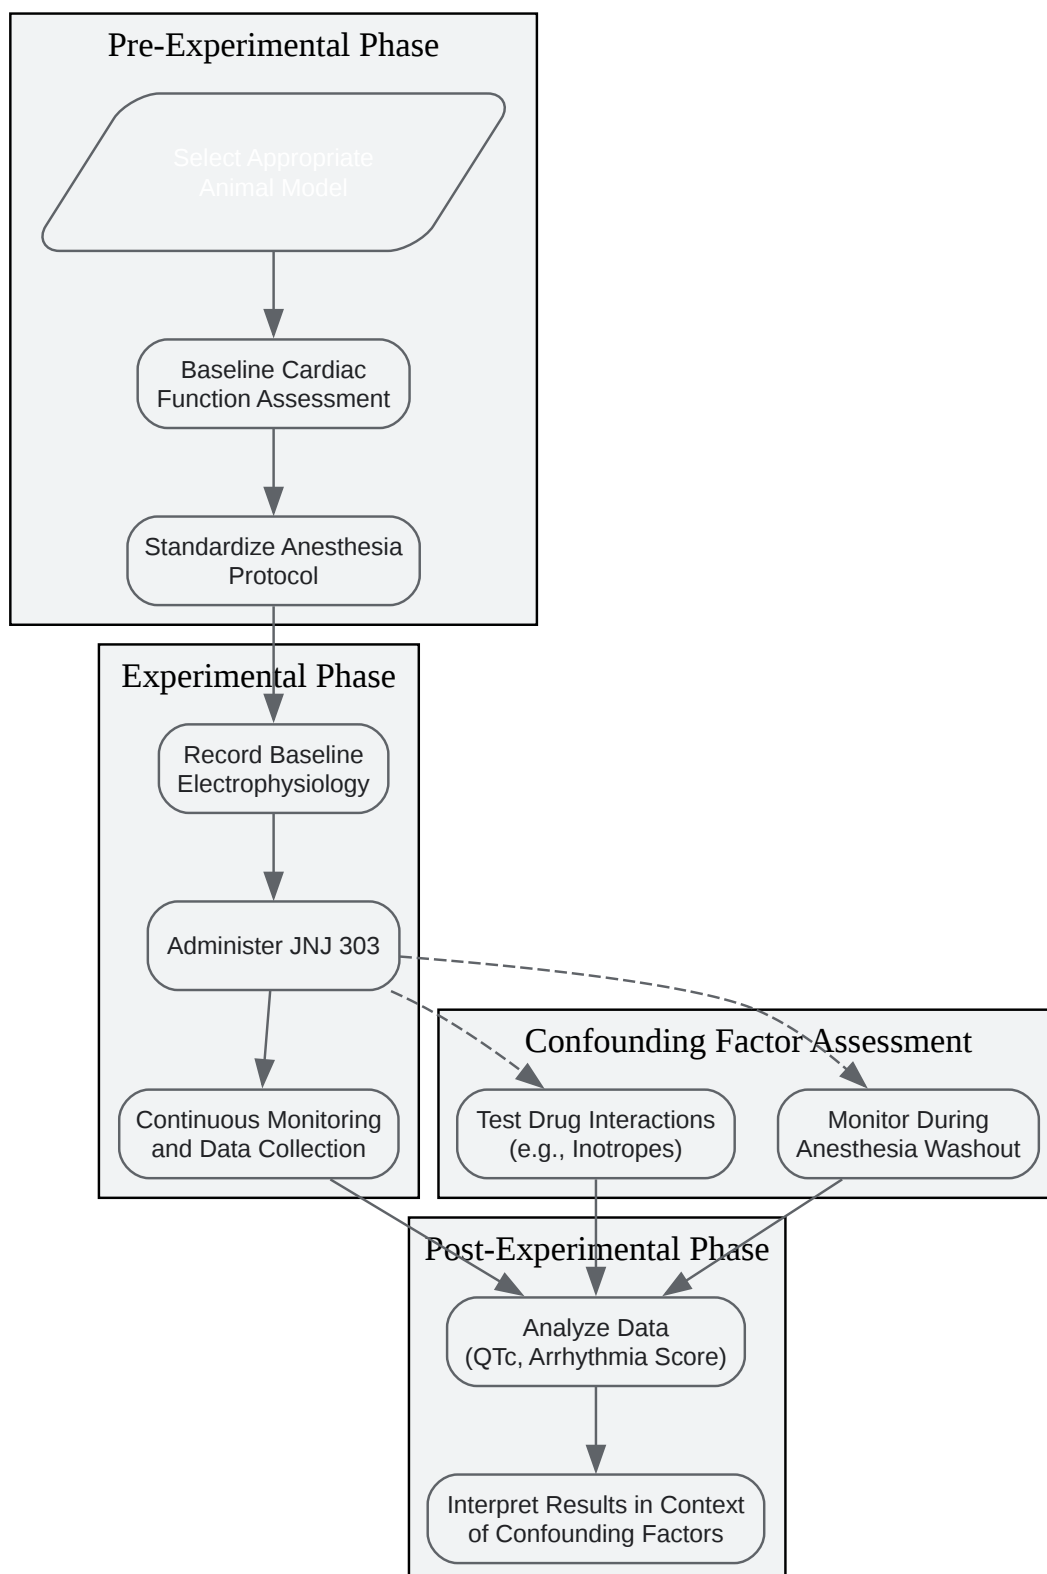 Pre-Experimental Phase
Select Appropriate
Animal Model
Baseline Cardiac
Function Assessment
Standardize Anesthesia
Protocol
Experimental Phase
Record Baseline
Electrophysiology
Administer JNJ 303
Continuous Monitoring
and Data Collection
Confounding Factor Assessment
Test Drug Interactions
(e.g., Inotropes)
Monitor During
Anesthesia Washout
Post-Experimental Phase
Analyze Data
(QTc, Arrhythmia Score)
Interpret Results in Context
of Confounding Factors